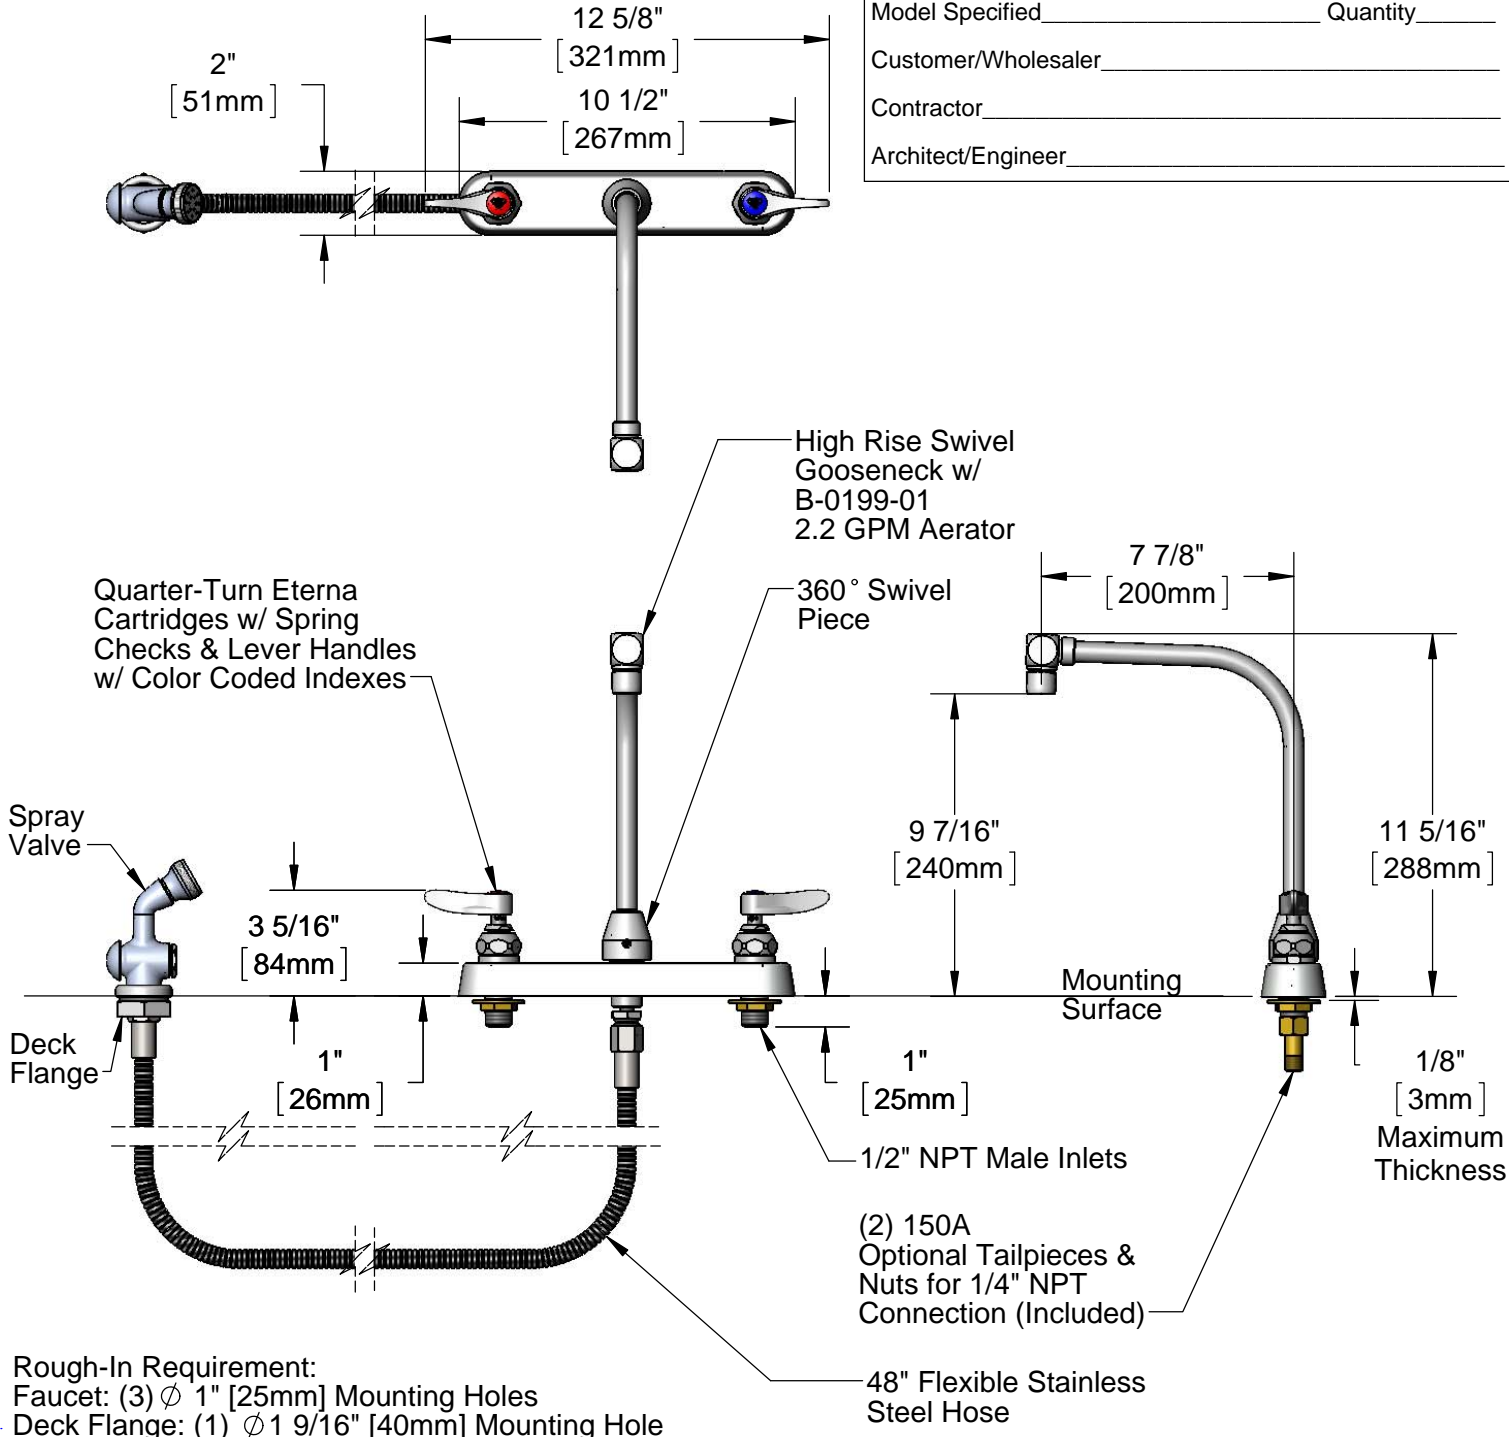 Model Specified_____________________ Quantity______
Customer/Wholesaler______________________________
Contractor_______________________________________
Architect/Engineer_________________________________
12 5/8"
[321mm]
2"
[51mm]
10 1/2"
[267mm]
High Rise Swivel
Gooseneck w/
B-0199-01
2.2 GPM Aerator
7 7/8"
[200mm]
Quarter-Turn Eterna
Cartridges w/ Spring
Checks & Lever Handles
w/ Color Coded Indexes
360° Swivel
Piece
Spray
Valve
9 7/16"
[240mm]
11 5/16"
[288mm]
3 5/16"
[84mm]
Mounting
Surface
Deck
Flange
1"
[26mm]
1"
[25mm]
1/8"
[3mm]
Maximum
Thickness
1/2" NPT Male Inlets
(2) 150A
Optional Tailpieces &
Nuts for 1/4" NPT
Connection (Included)
48" Flexible Stainless
Steel Hose
Rough-In Requirement:
Faucet: (3) ∅ 1" [25mm] Mounting Holes
Deck Flange: (1) ∅1 9/16" [40mm] Mounting Hole